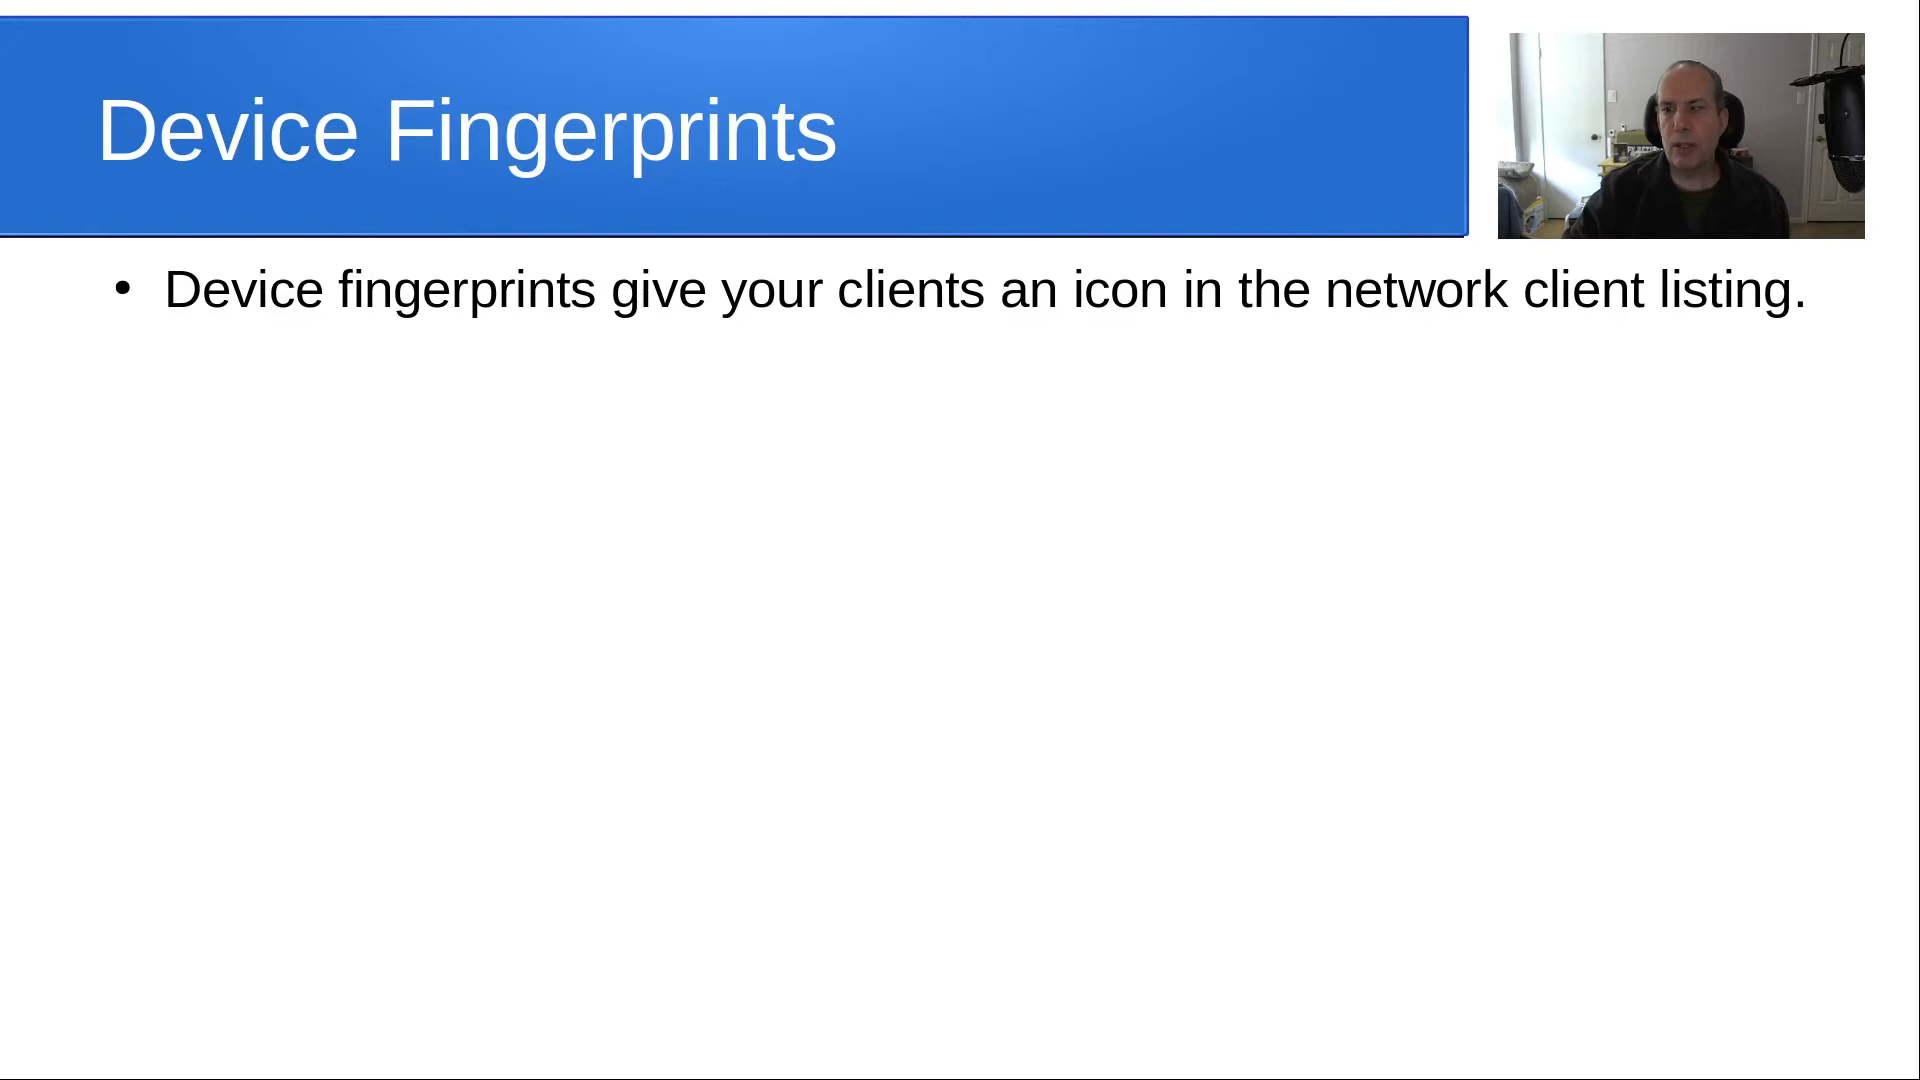 Device Fingerprints
• Device fingerprints give your clients an icon in the network client listing.